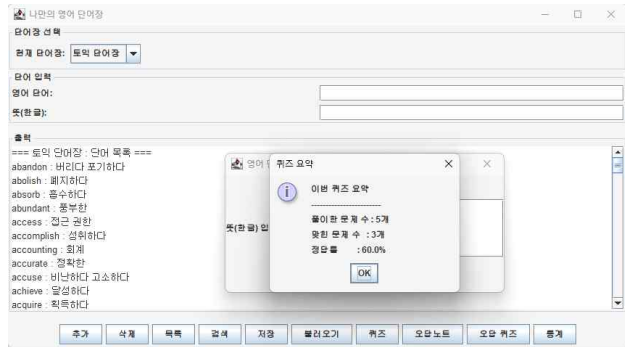 나만의 영어 단어장
단어장 선택
현재 단어장: 토익 단어장
단어 입력
영어 단어:
뜻(한글):
출력
=== 토익 단어장 : 단어 목록 ===
abandon : 버리다 포기하다
abolish : 폐지하다
absorb : 흡수하다
abundant : 풍부한
access : 접근 권한
accomplish : 성취하다
accounting : 회계
accurate : 정확한
accuse : 비난하다 고소하다
achieve : 달성하다
acquire : 획득하다
영어
뜻(한글) 입
퀴즈 요약
이번 퀴즈 요약
------------------------
풀이한 문제 수 : 5개
맞힌 문제 수 : 3개
정답률 : 60.0%
OK
추가 삭제 목록 검색 저장 불러오기 퀴즈 오답노트 오답 퀴즈 통계